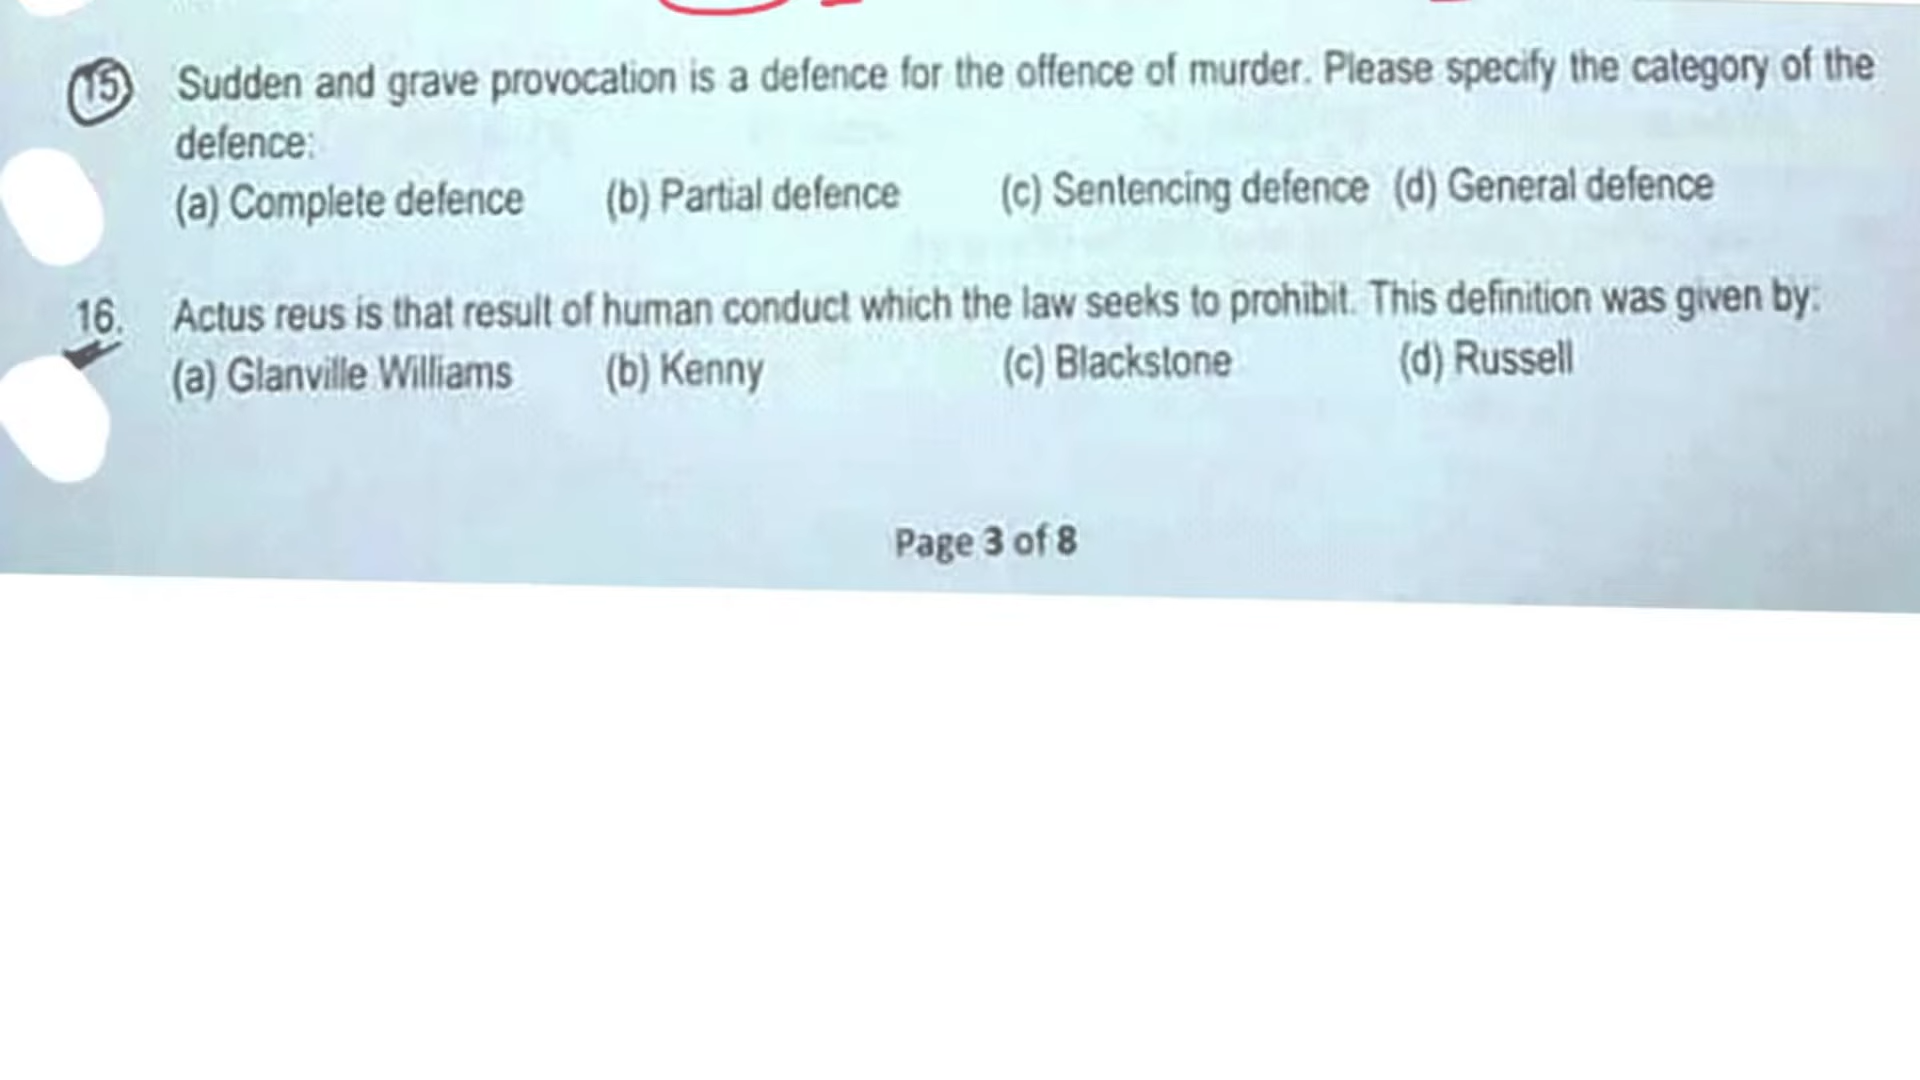 15 Sudden and grave provocation is a defence for the offence of murder. Please specify the category of the
defence:
(a) Complete defence (b) Partial defence (c) Sentencing defence (d) General defence
16. Actus reus is that result of human conduct which the law seeks to prohibit. This definition was given by:
(a) Glanville Williams (b) Kenny (c) Blackstone (d) Russell
Page 3 of 8